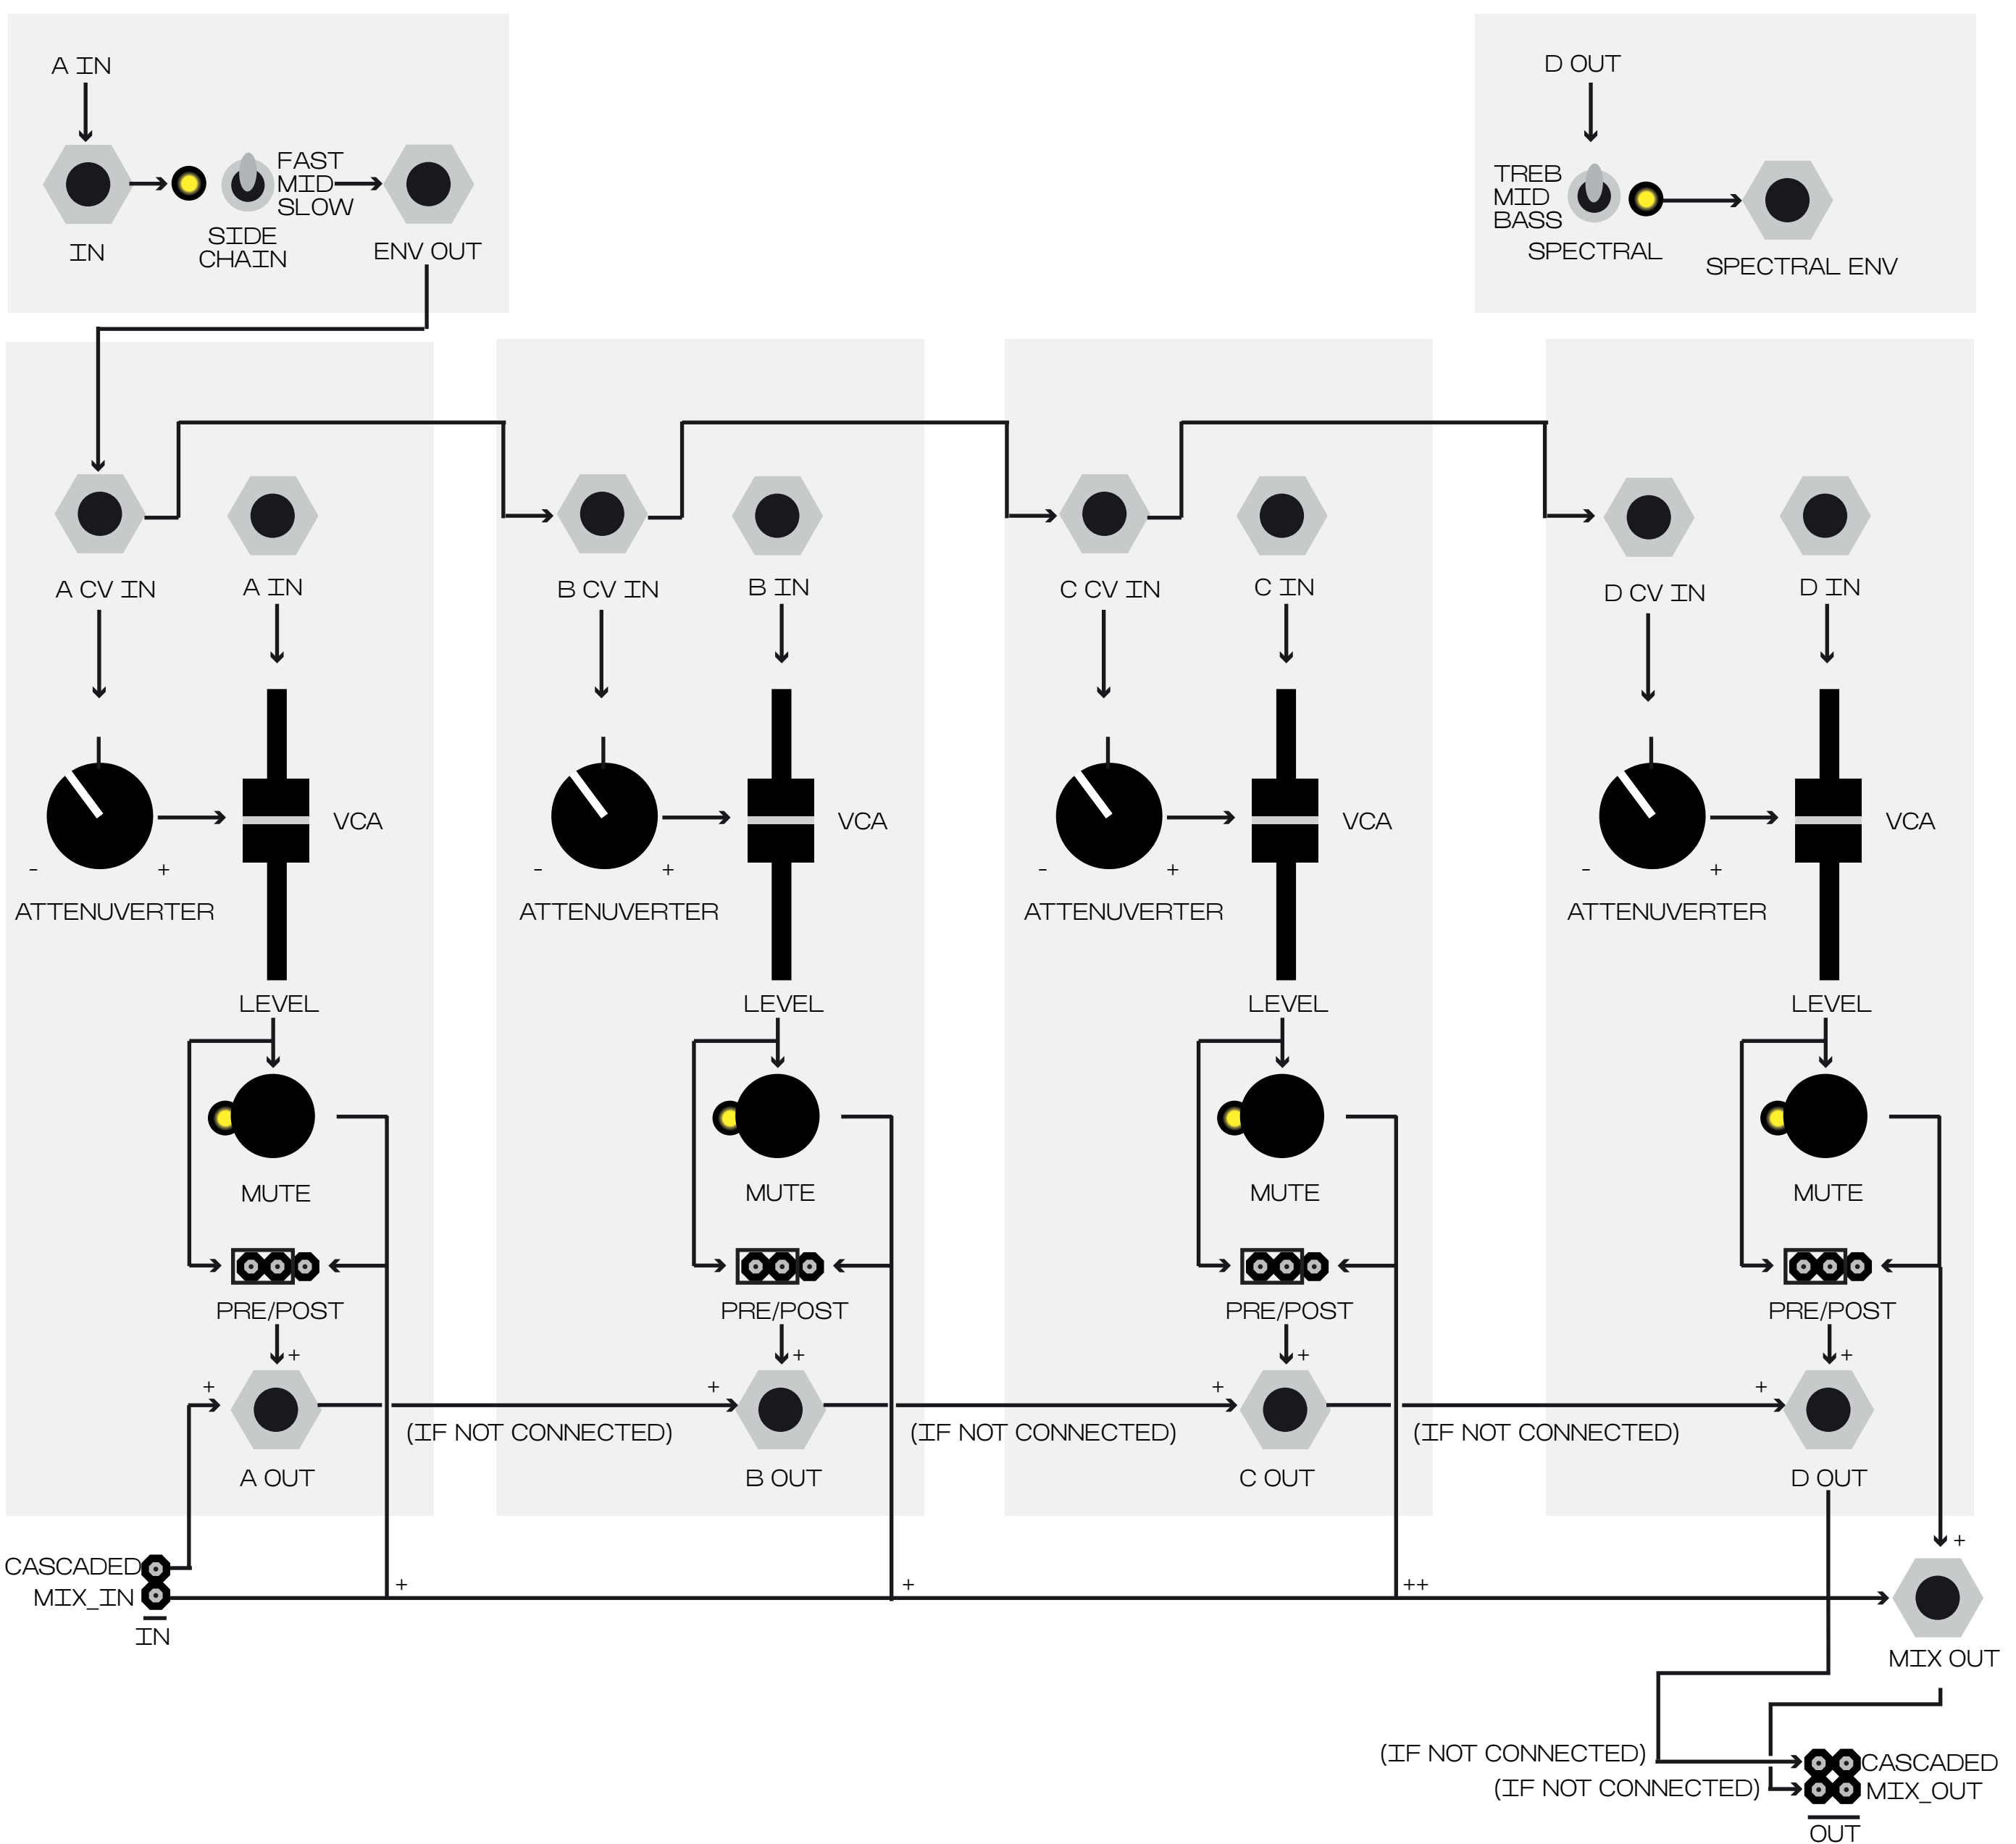 A IN
D OUT
FAST
MID
SLOW
TREB
MID
BASS
SIDE
CHAIN
IN
ENV OUT
SPECTRAL
SPECTRAL ENV
A CV IN
A IN
B CV IN
B IN
C CV IN
C IN
D CV IN
D IN
VCA
VCA
VCA
VCA
- +
- +
- +
- +
ATTENUVERTER
ATTENUVERTER
ATTENUVERTER
ATTENUVERTER
LEVEL
LEVEL
LEVEL
LEVEL
MUTE
MUTE
MUTE
MUTE
PRE/POST
PRE/POST
PRE/POST
PRE/POST
+
+
+
+
+
+
+
+
(IF NOT CONNECTED)
(IF NOT CONNECTED)
(IF NOT CONNECTED)
A OUT
B OUT
C OUT
D OUT
+
CASCADED
MIX_IN
IN
+
+
++
MIX OUT
(IF NOT CONNECTED)
CASCADED
(IF NOT CONNECTED)
MIX_OUT
OUT